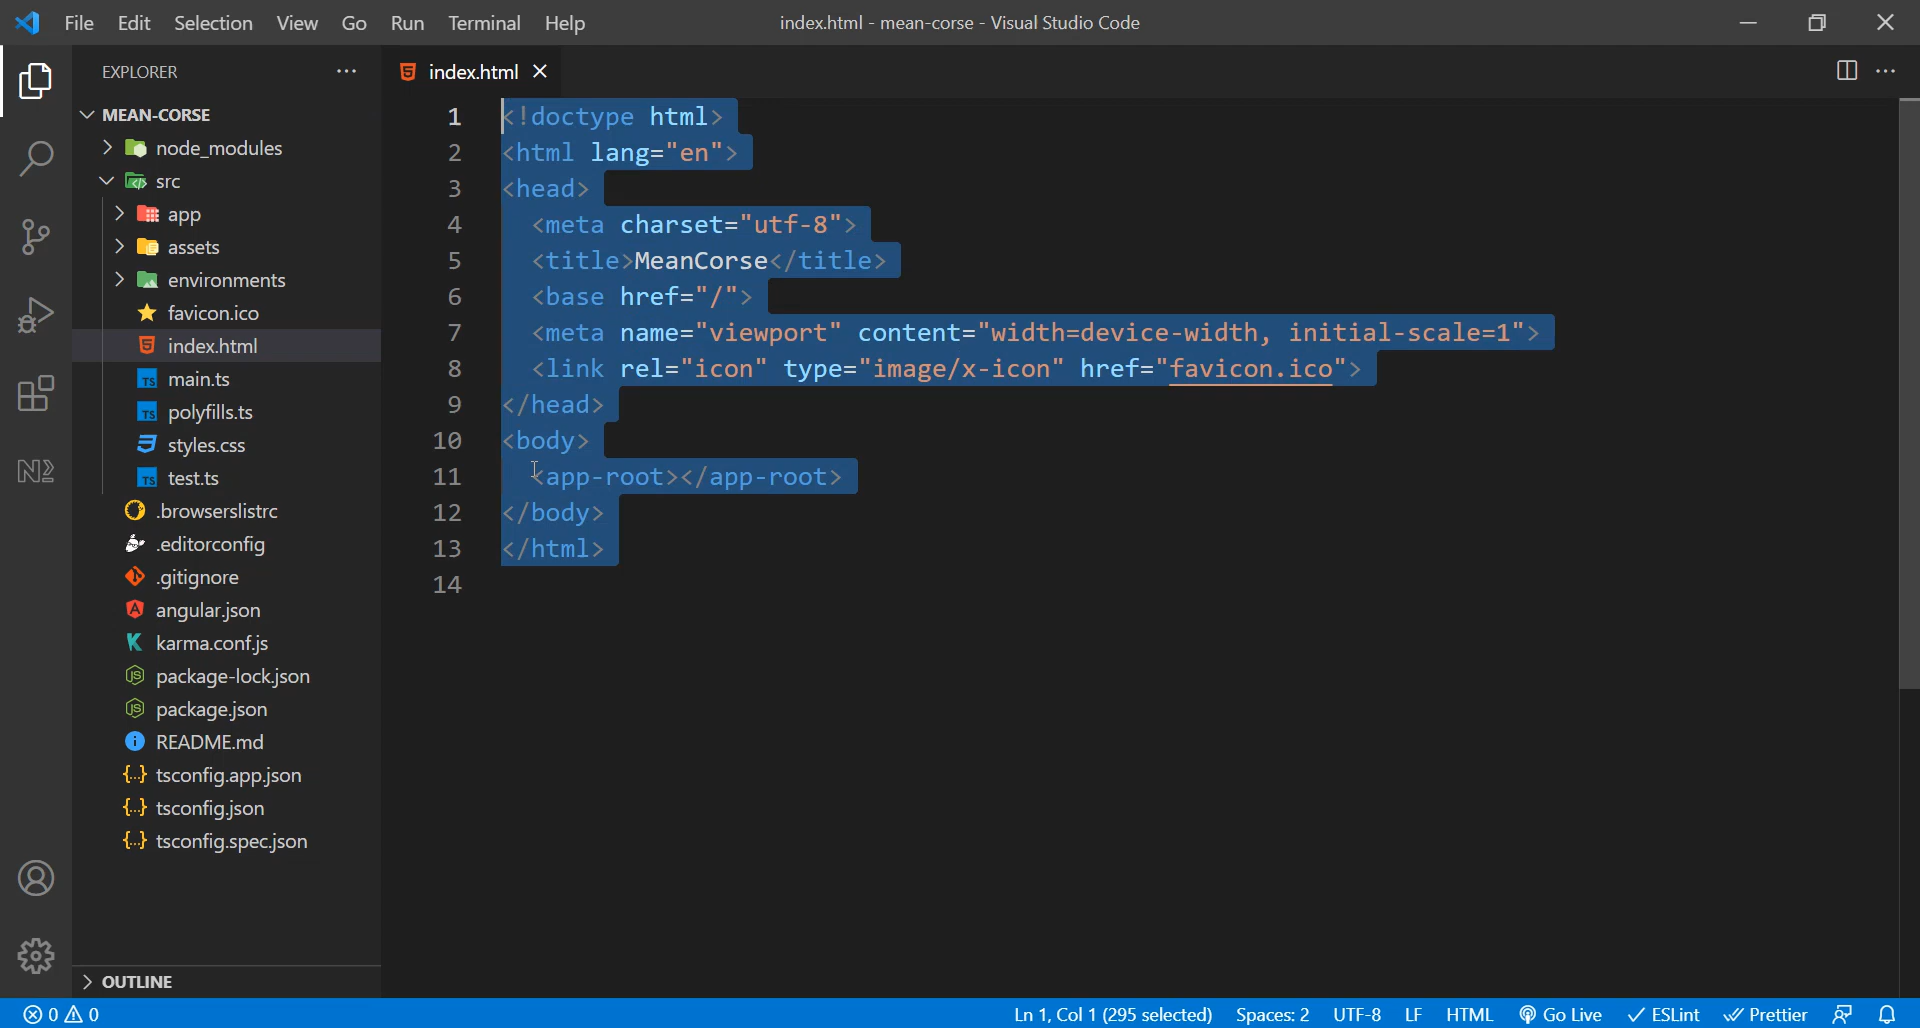 File Edit Selection View Go Run Terminal Help
index.html - mean-corse - Visual Studio Code
EXPLORER
MEAN-CORSE
node_modules
src
app
assets
environments
favicon.ico
index.html
main.ts
polyfills.ts
styles.css
test.ts
.browserslistrc
.editorconfig
.gitignore
angular.json
karma.conf.js
package-lock.json
package.json
README.md
tsconfig.app.json
tsconfig.json
tsconfig.spec.json
OUTLINE
index.html
1 <!doctype html>
2 <html lang="en">
3 <head>
4 <meta charset="utf-8">
5 <title>MeanCorse</title>
6 <base href="/">
7 <meta name="viewport" content="width=device-width, initial-scale=1">
8 <link rel="icon" type="image/x-icon" href="favicon.ico">
9 </head>
10 <body>
11 <app-root></app-root>
12 </body>
13 </html>
14
0 0 Ln 1, Col 1 (295 selected) Spaces: 2 UTF-8 LF HTML Go Live ESLint Prettier